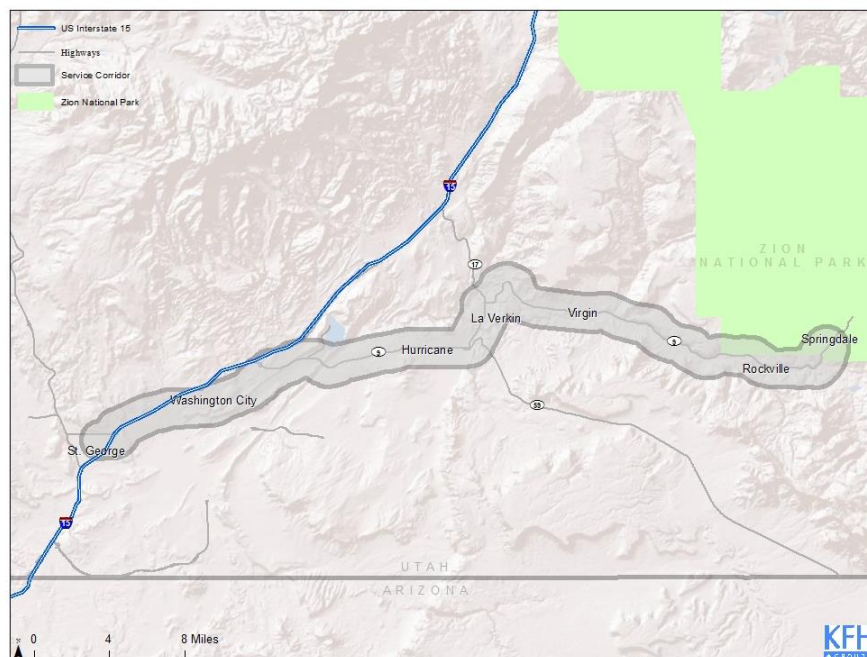 US Interstate 15
Highways
Service Corridor
Zion National Park
15
ZION
NATIONAL PARK
17
La Verkin
Virgin
9
Hurricane
9
Springdale
Rockville
Washington City
59
St. George
15
UTAH
ARIZONA
0 4 8 Miles
KFH